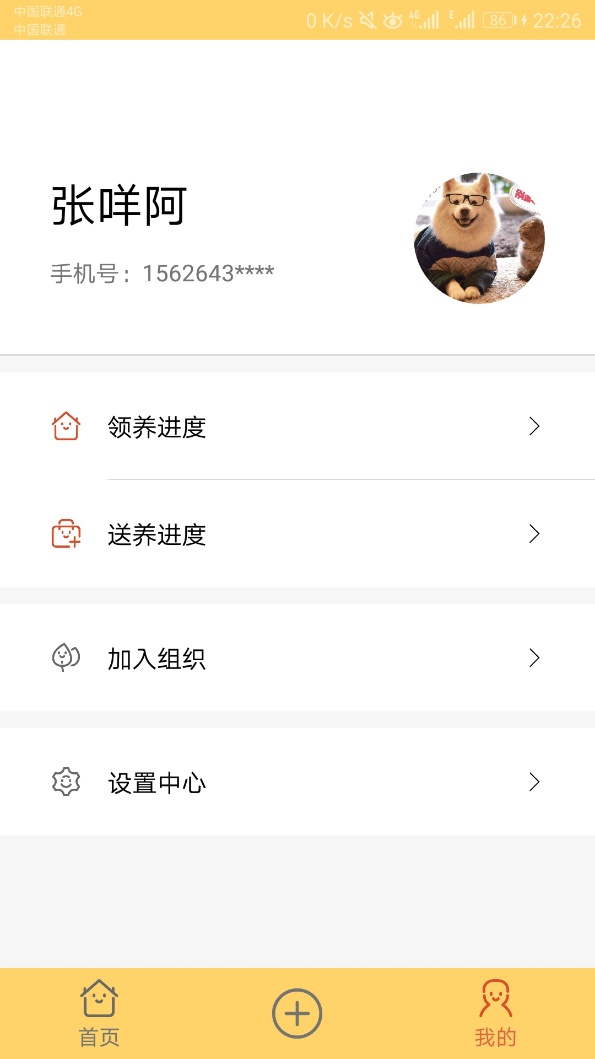 中国联通4G
中国联通
0 K/s 4G E 86 22:26
张咩阿
手机号：1562643****
领养进度
送养进度
加入组织
设置中心
首页
我的